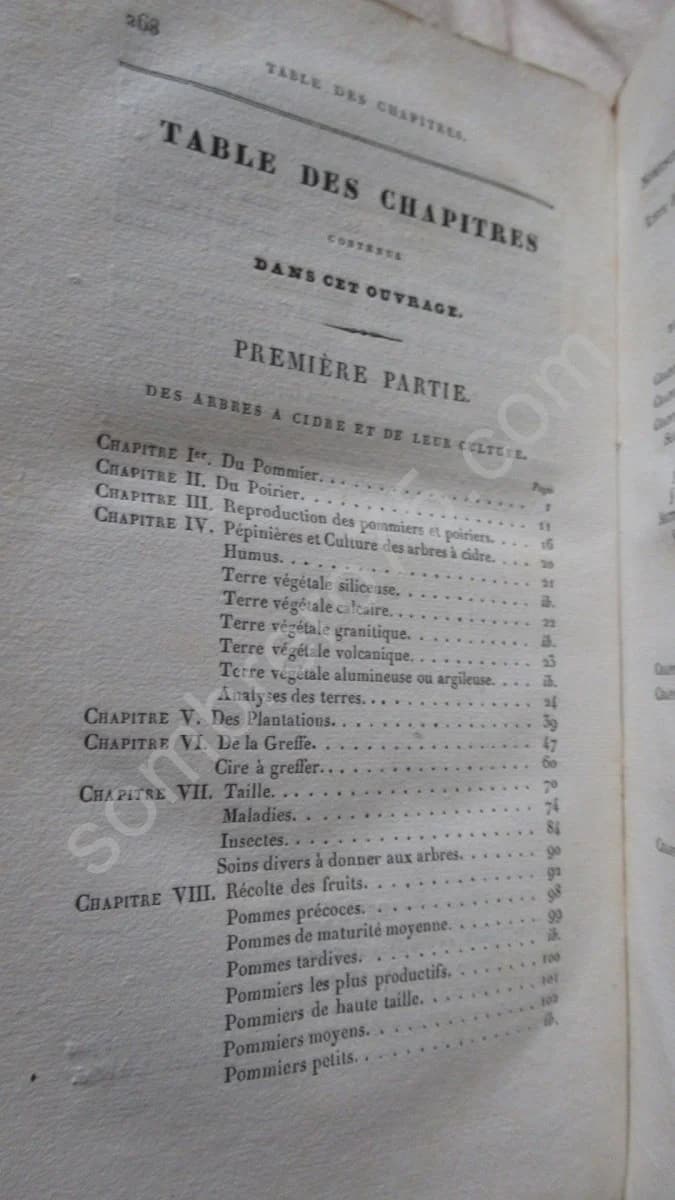 268
TABLE DES CHAPITRES.
TABLE DES CHAPITRES
CONTENUS
DANS CET OUVRAGE.
PREMIÈRE PARTIE.
DES ARBRES A CIDRE ET DE LEUR CULTURE.
Pages
CHAPITRE Ier. Du Pommier. 1
CHAPITRE II. Du Poirier. 11
CHAPITRE III. Reproduction des pommiers et poiriers. 16
CHAPITRE IV. Pépinières et Culture des arbres à cidre. 20
Humus. 21
Terre végétale siliceuse. ib.
Terre végétale calcaire. 22
Terre végétale granitique. ib.
Terre végétale volcanique. 23
Terre végétale alumineuse ou argileuse. ib.
Analyses des terres. 24
CHAPITRE V. Des Plantations. 39
CHAPITRE VI. De la Greffe. 47
Cire à greffer. 60
CHAPITRE VII. Taille. 70
Maladies. 74
Insectes. 84
Soins divers à donner aux arbres. 90
CHAPITRE VIII. Récolte des fruits. 92
Pommes précoces. 98
Pommes de maturité moyenne. 99
Pommes tardives. ib.
Pommiers les plus productifs. 100
Pommiers de haute taille. 101
Pommiers moyens. 102
Pommiers petits. ib.